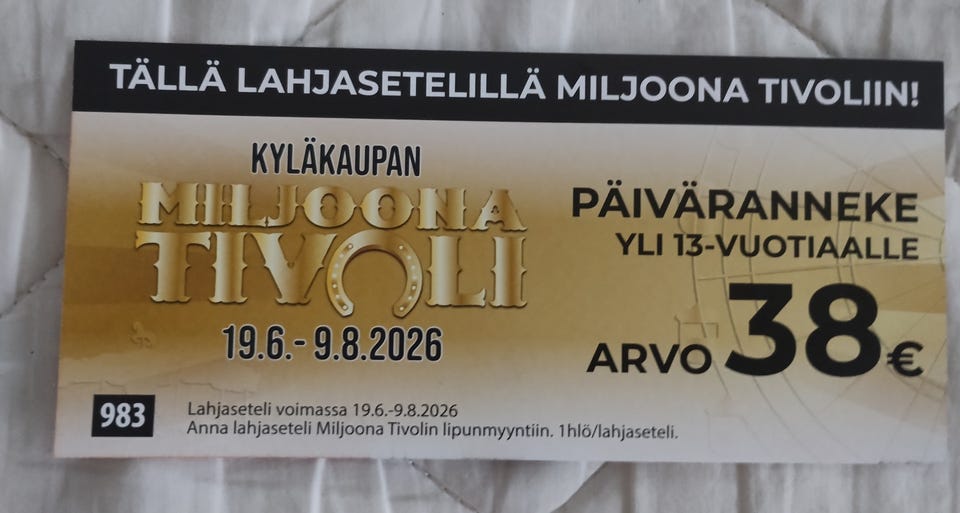 TÄLLÄ LAHJASETELILLÄ MILJOONA TIVOLIIN!
KYLÄKAUPAN
MILJOONA
TIVOLI
19.6.- 9.8.2026
PÄIVÄRANNEKE
YLI 13-VUOTIAALLE
ARVO 38€
983
Lahjaseteli voimassa 19.6.-9.8.2026
Anna lahjaseteli Miljoona Tivolin lipunmyyntiin. 1hlö/lahjaseteli.